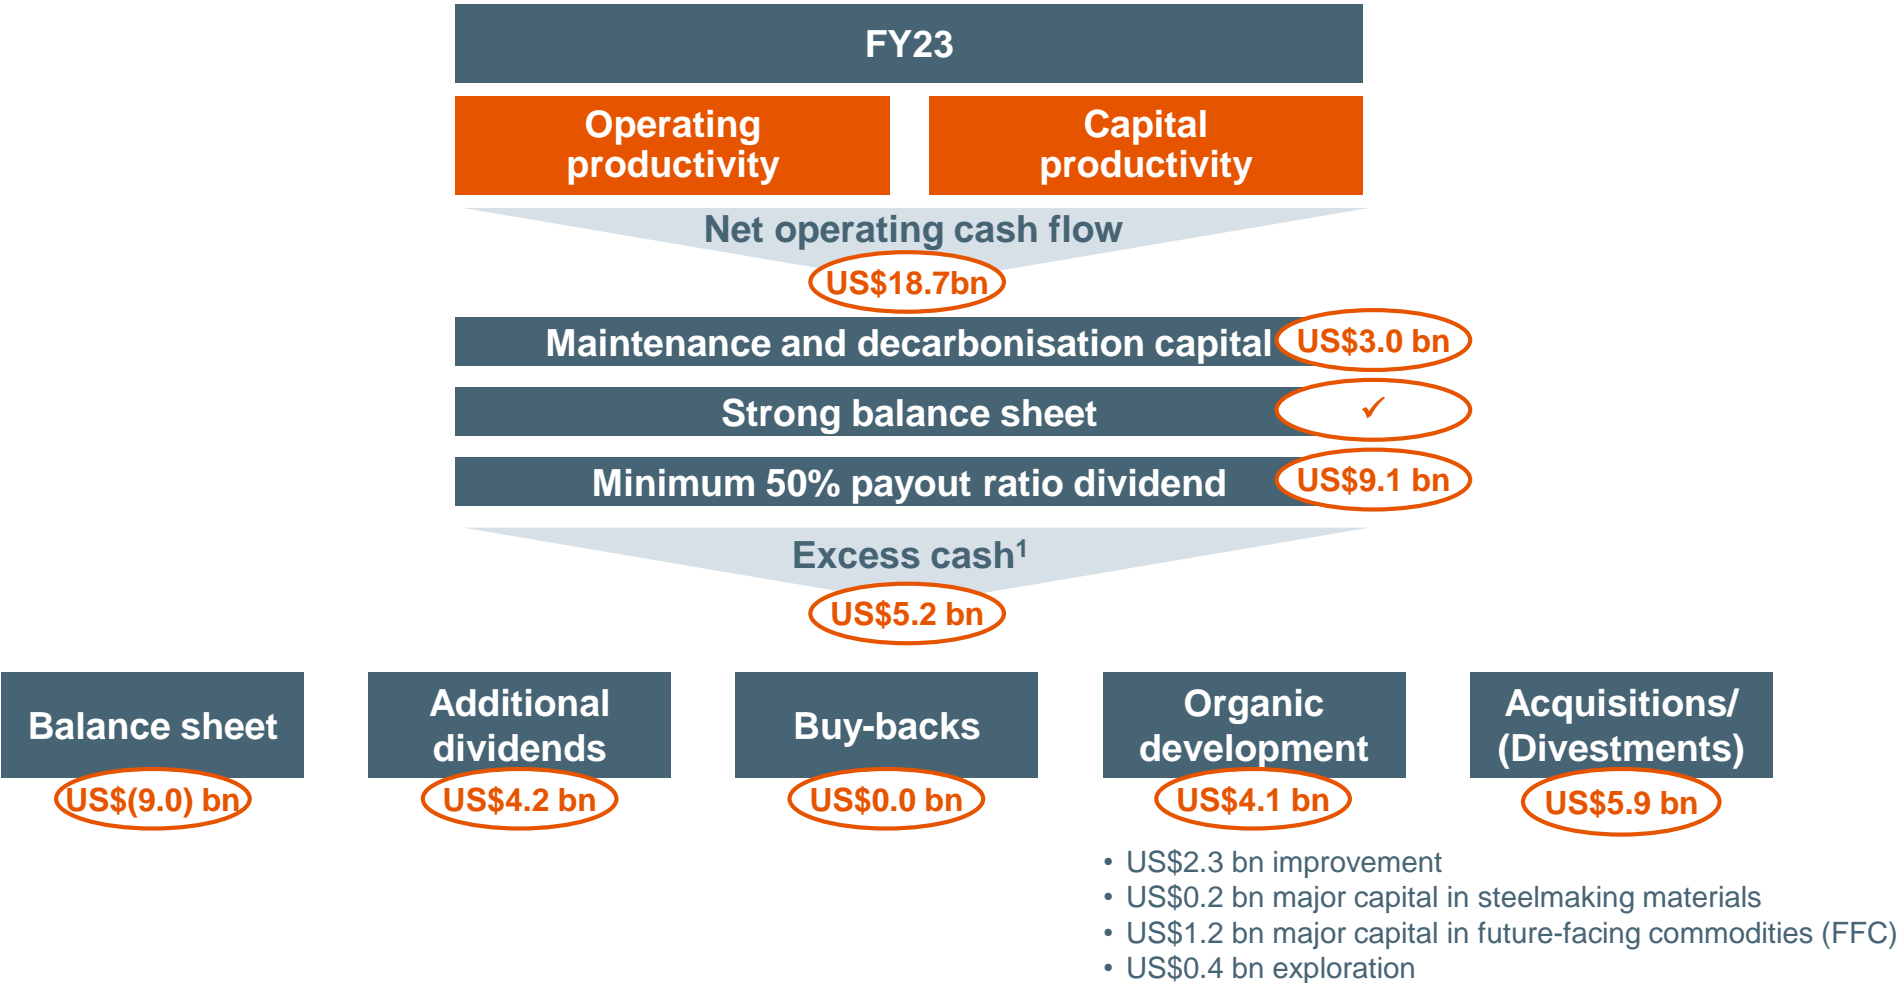 FY23
Operating
productivity
Capital
productivity
Net operating cash flow
US$18.7bn
Maintenance and decarbonisation capital
US$3.0 bn
Strong balance sheet
✓
Minimum 50% payout ratio dividend
US$9.1 bn
Excess cash¹
US$5.2 bn
Balance sheet
US$(9.0) bn
Additional
dividends
US$4.2 bn
Buy-backs
US$0.0 bn
Organic
development
US$4.1 bn
Acquisitions/
(Divestments)
US$5.9 bn
• US$2.3 bn improvement
• US$0.2 bn major capital in steelmaking materials
• US$1.2 bn major capital in future-facing commodities (FFC)
• US$0.4 bn exploration